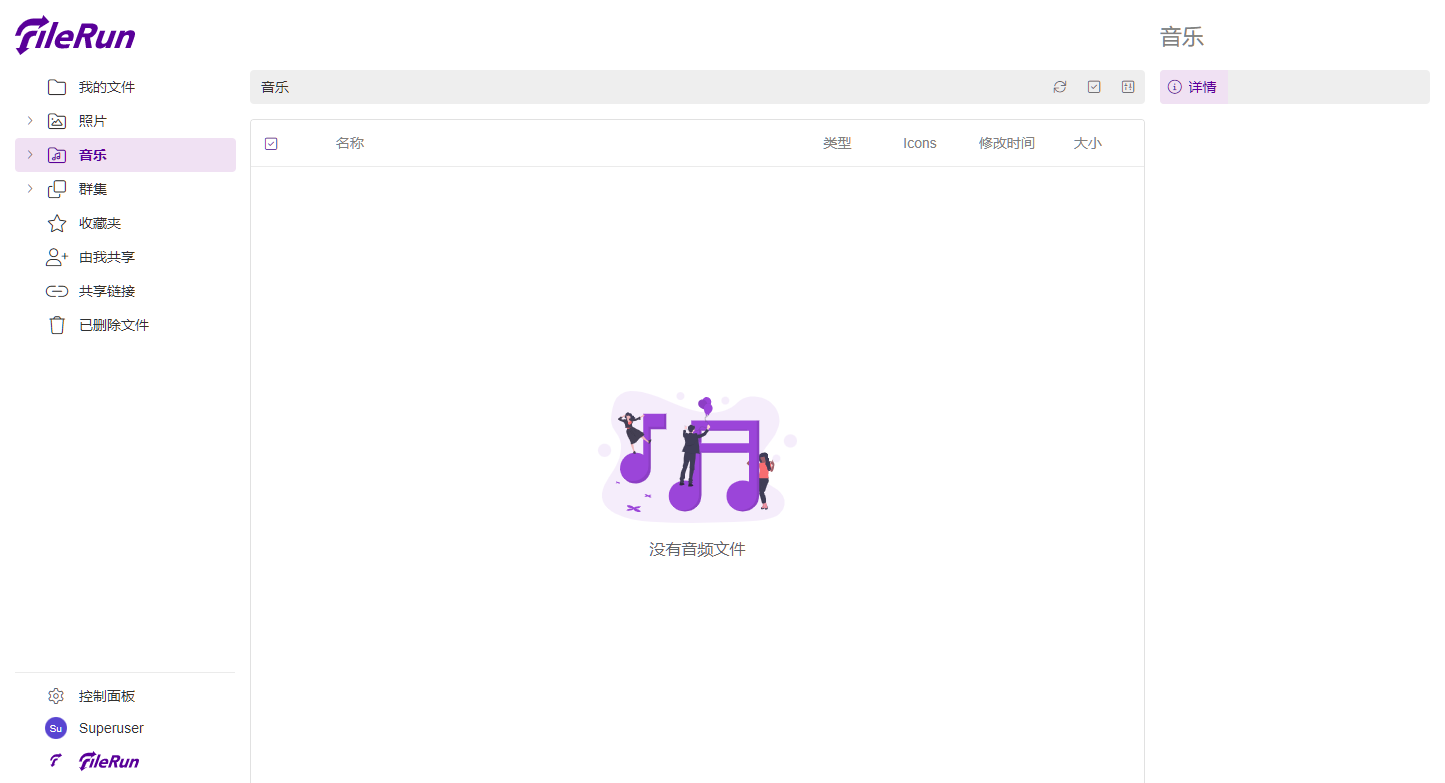 FileRun
我的文件
照片
音乐
群集
收藏夹
由我共享
共享链接
已删除文件
控制面板
Su
Superuser
FileRun
音乐
名称 类型 Icons 修改时间 大小
没有音频文件
音乐
详情